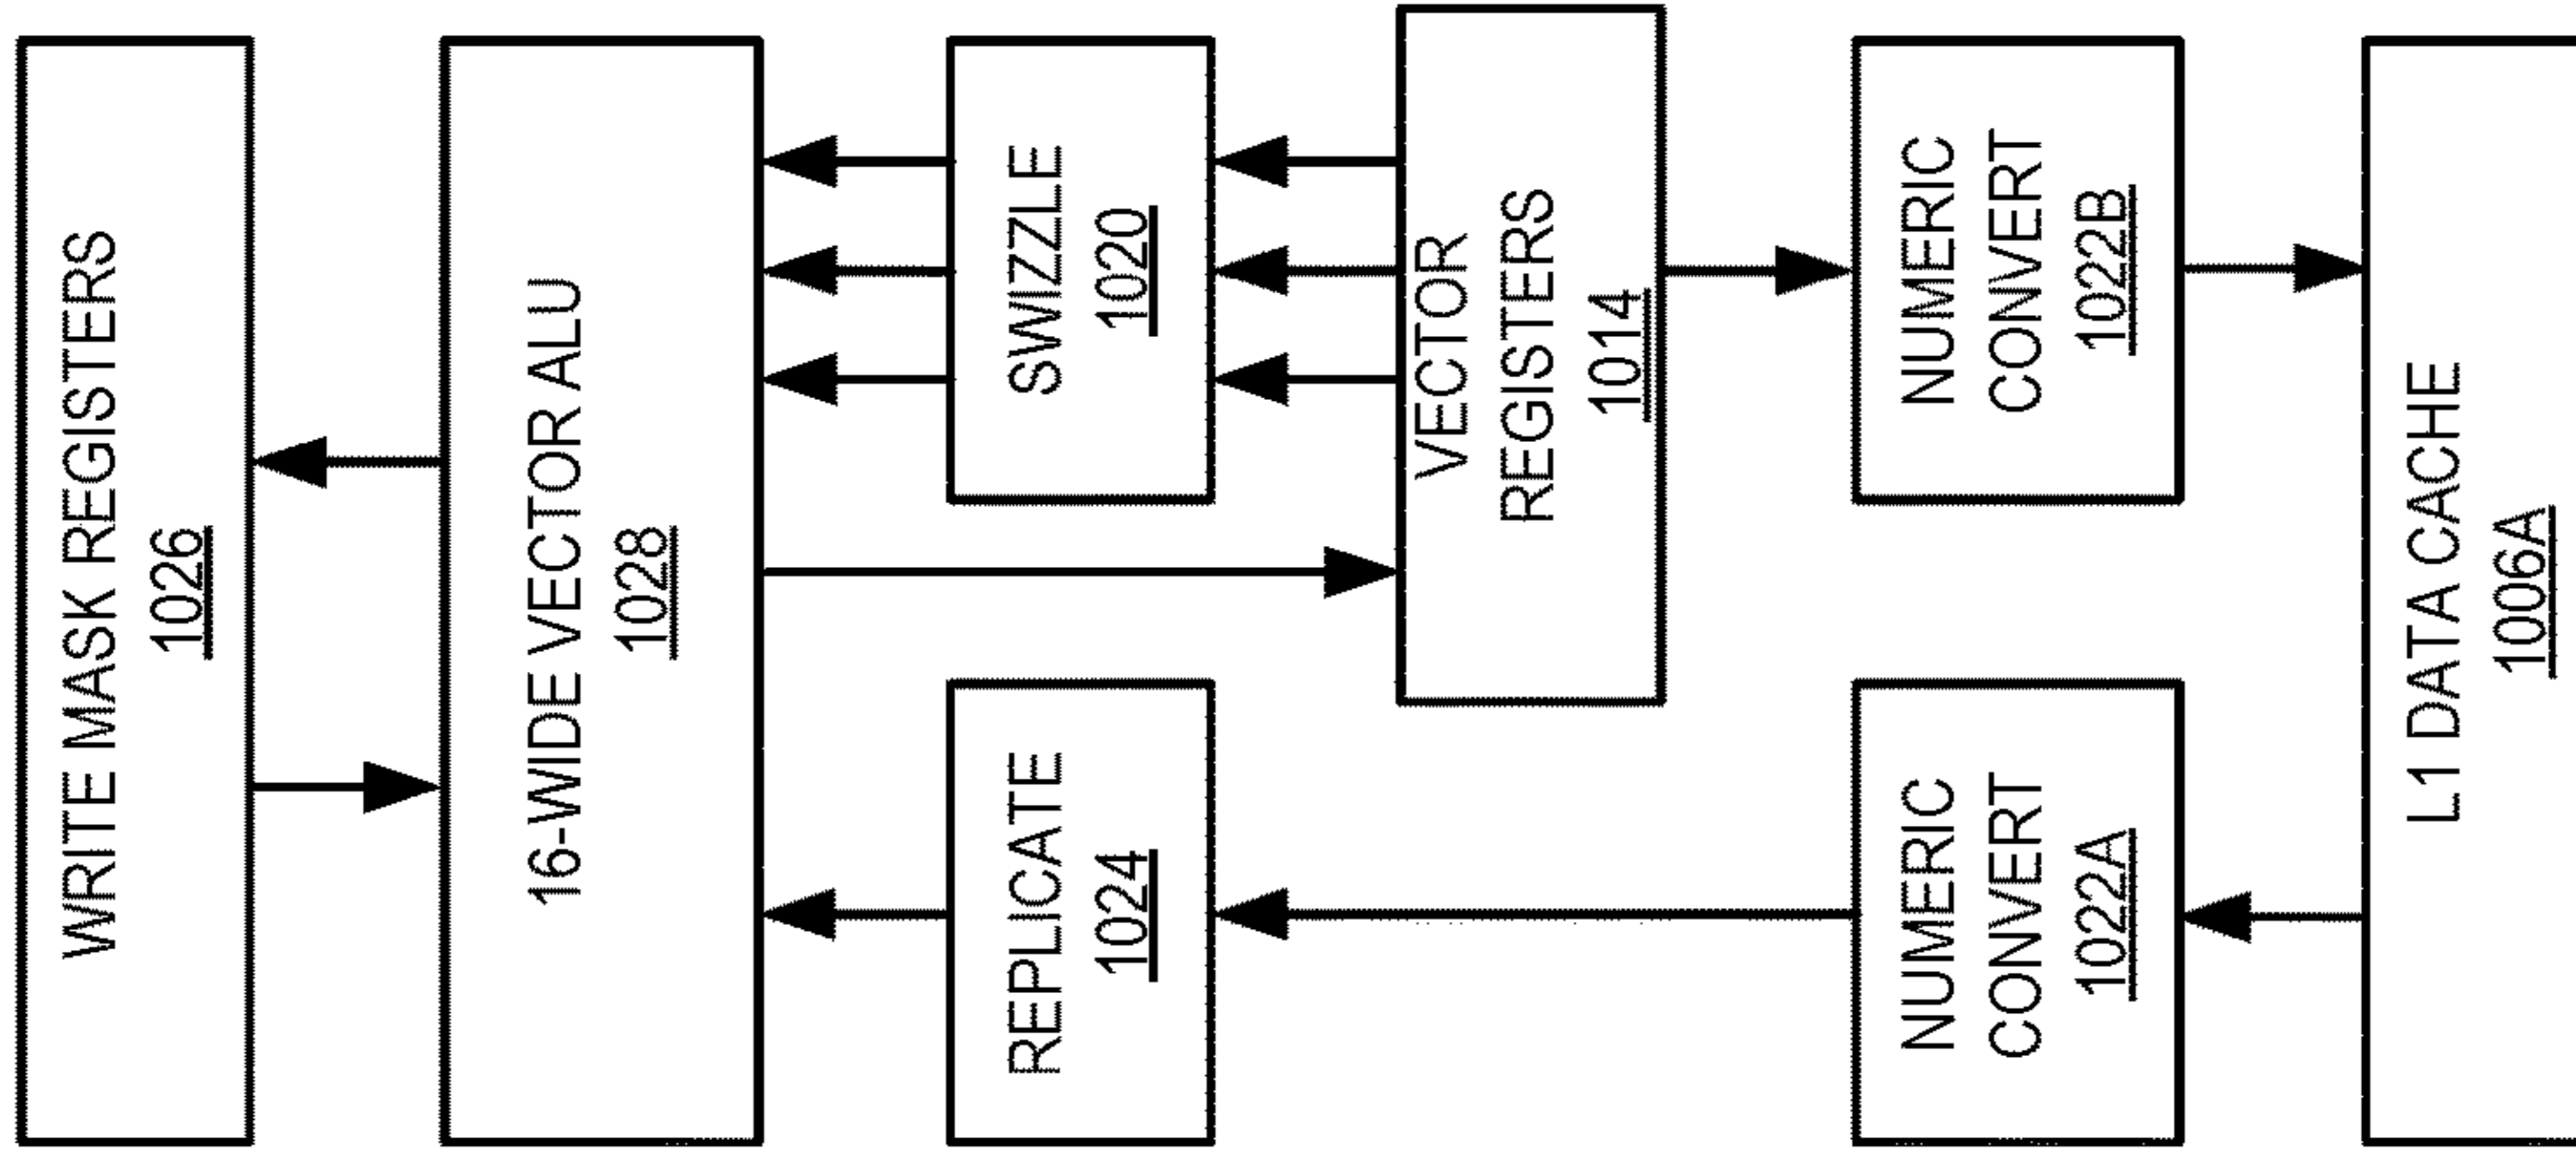 WRITE MASK REGISTERS
1026
16-WIDE VECTOR ALU
1028
REPLICATE
1024
SWIZZLE
1020
VECTOR
REGISTERS
1014
NUMERIC
CONVERT
1022A
NUMERIC
CONVERT
1022B
L1 DATA CACHE
1006A